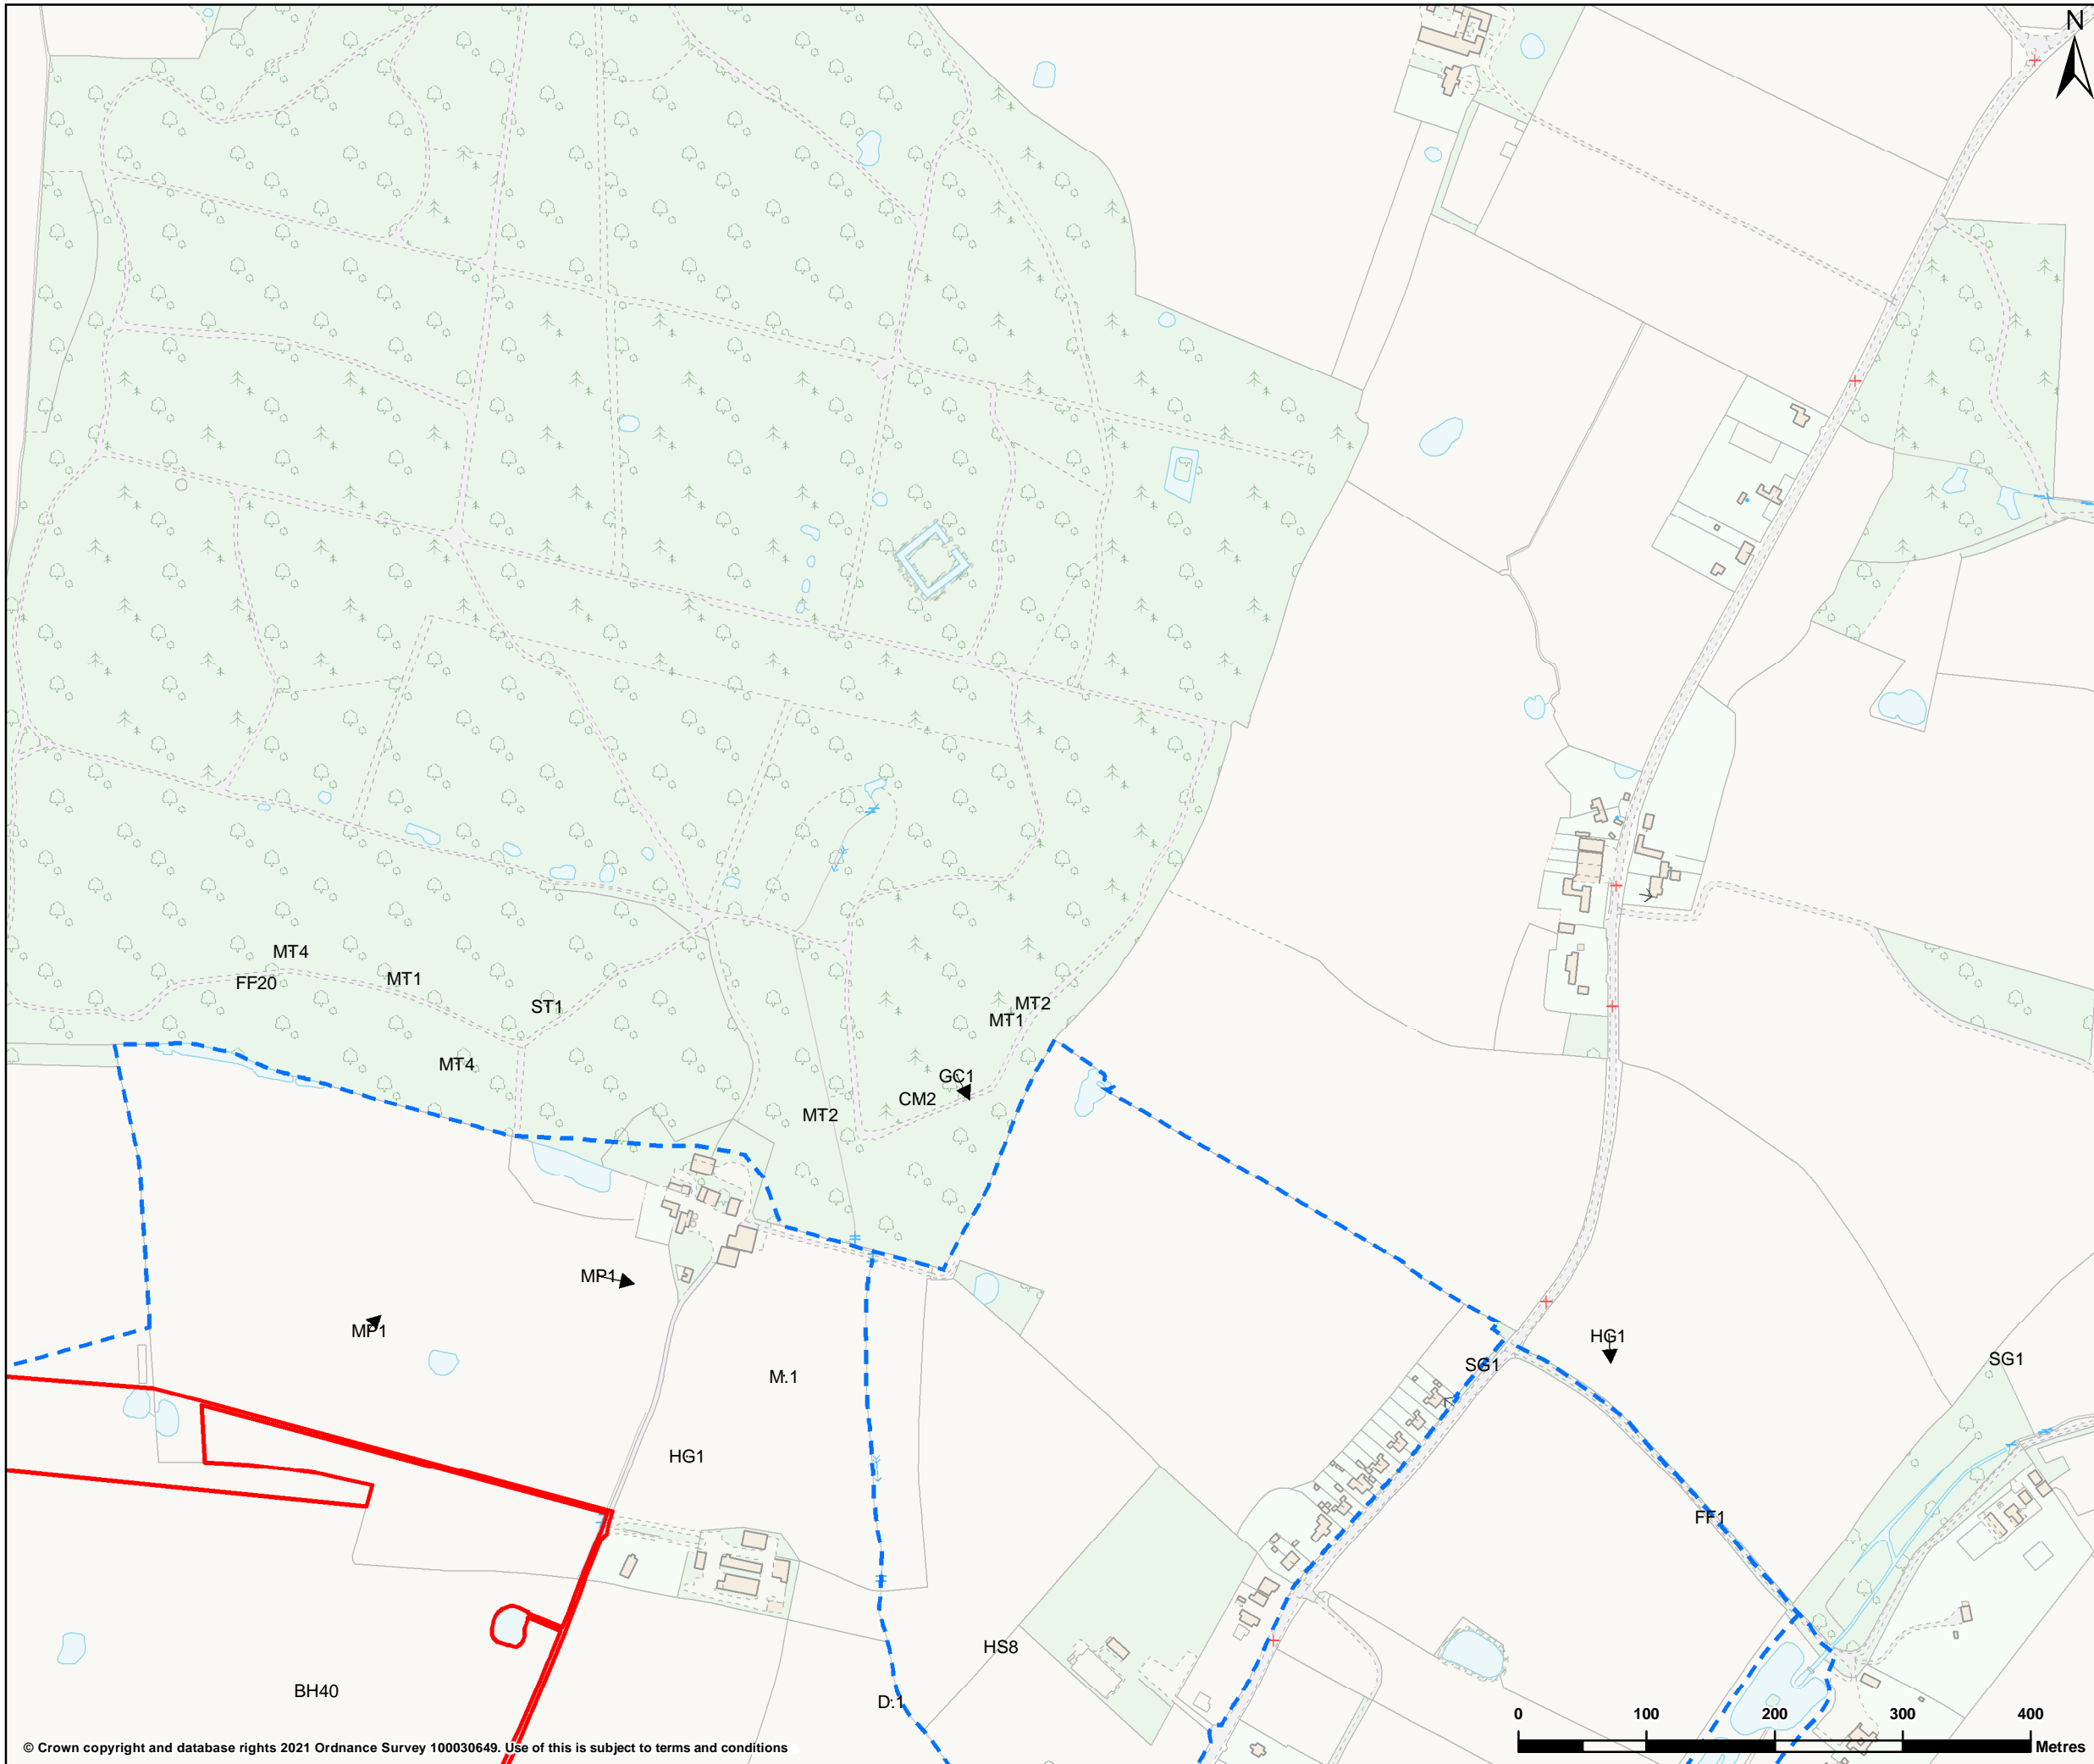 N
MT4
FF20
MT1
ST1
MT2
MT1
MT4
GC1
CM2
MT2
MP1
MP1
HG1
SG1
SG1
M.1
HG1
FF1
HS8
BH40
D.1
0 100 200 300 400
Metres
© Crown copyright and database rights 2021 Ordnance Survey 100030649. Use of this is subject to terms and conditions